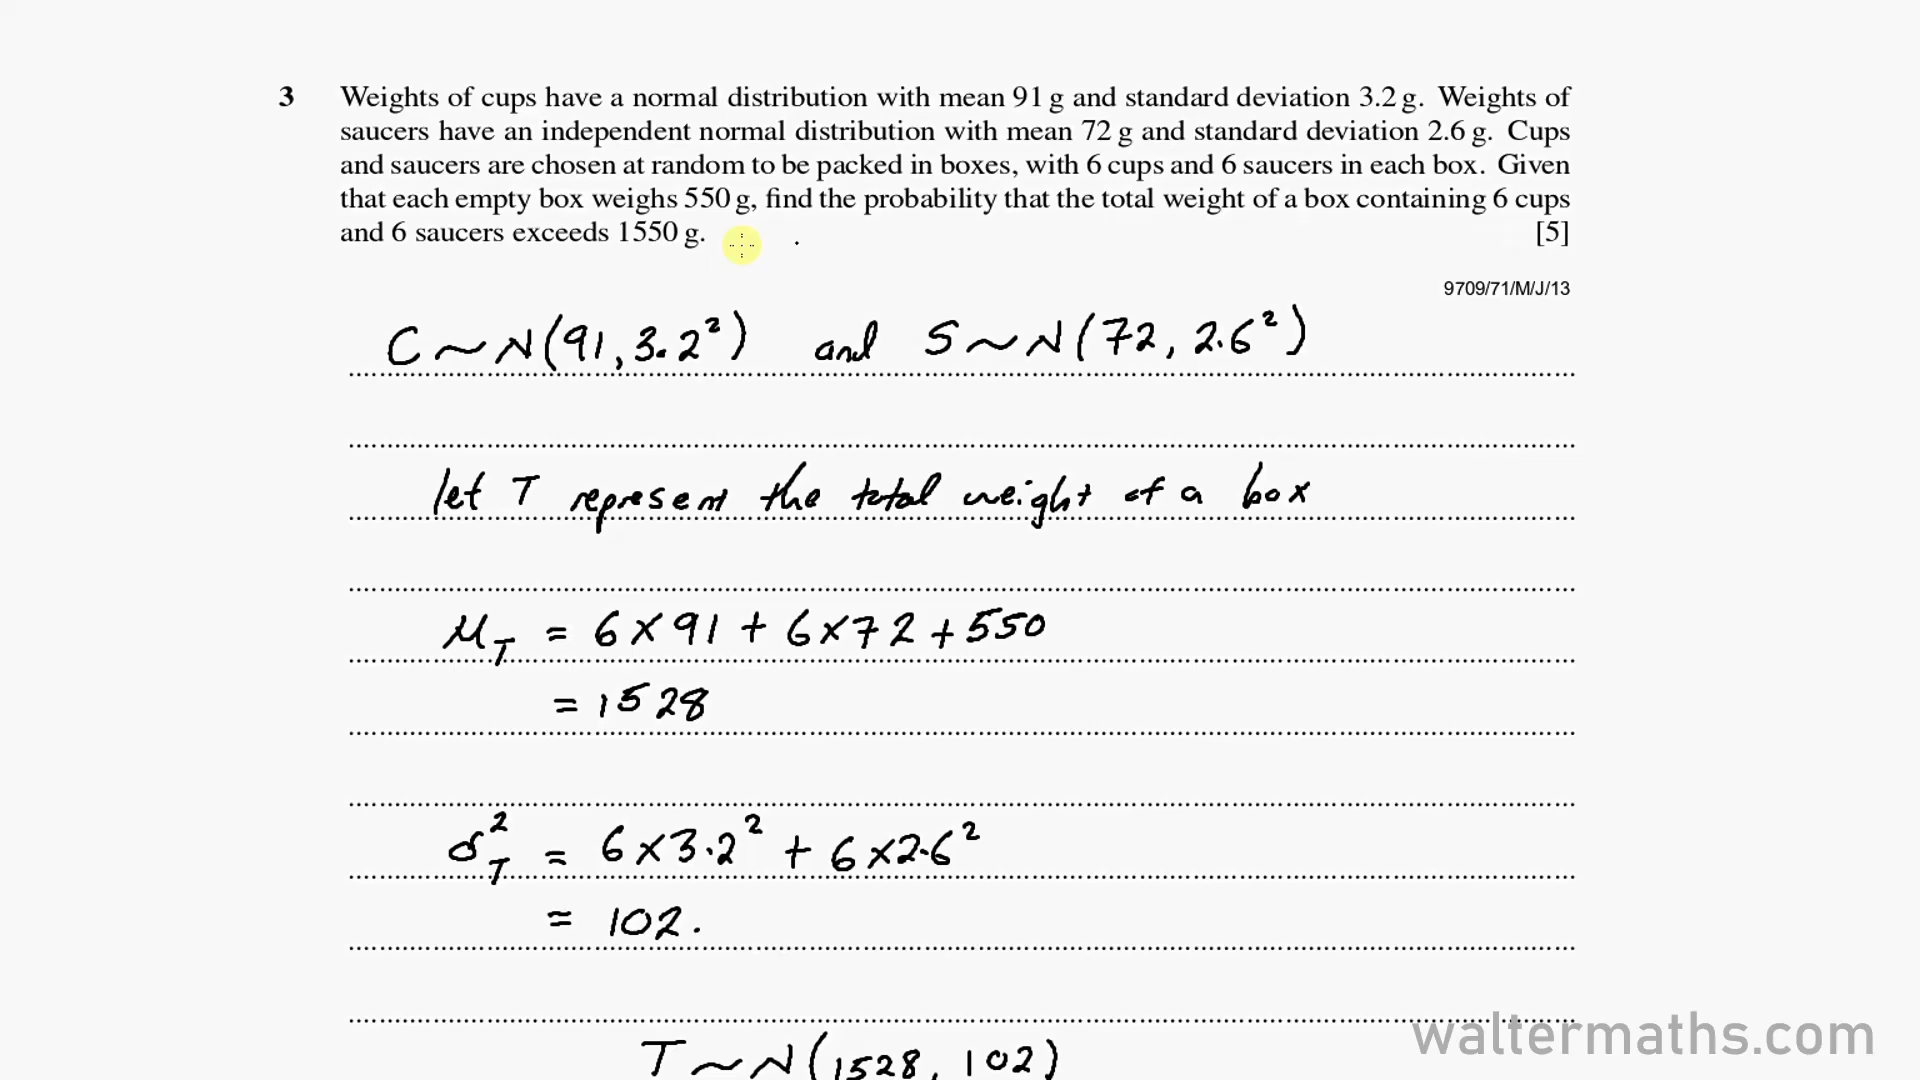 3 Weights of cups have a normal distribution with mean 91 g and standard deviation 3.2 g. Weights of
saucers have an independent normal distribution with mean 72 g and standard deviation 2.6 g. Cups
and saucers are chosen at random to be packed in boxes, with 6 cups and 6 saucers in each box. Given
that each empty box weighs 550 g, find the probability that the total weight of a box containing 6 cups
and 6 saucers exceeds 1550 g. [5]
9709/71/M/J/13
C ~ N(91, 3.2²) and S ~ N(72, 2.6²)
let T represent the total weight of a box
μ_T = 6 × 91 + 6 × 72 + 550
= 1528
σ²_T = 6 × 3.2² + 6 × 2.6²
= 102.
T ~ N(1528, 102)
waltermaths.com